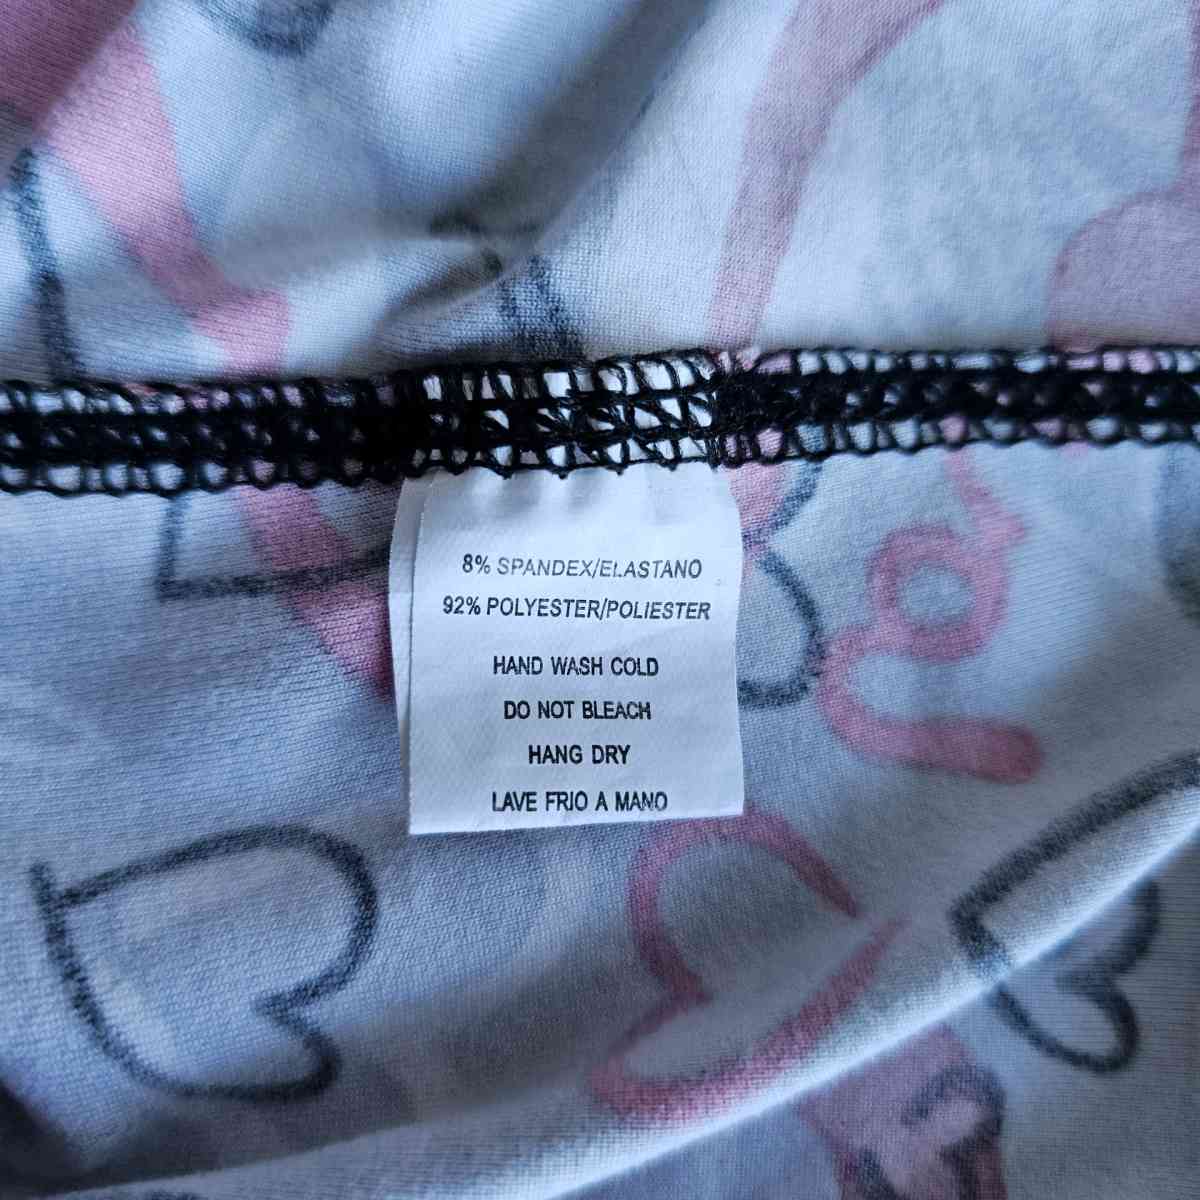 8% SPANDEX/ELASTANO
92% POLYESTER/POLIESTER
HAND WASH COLD
DO NOT BLEACH
HANG DRY
LAVE FRIO A MANO